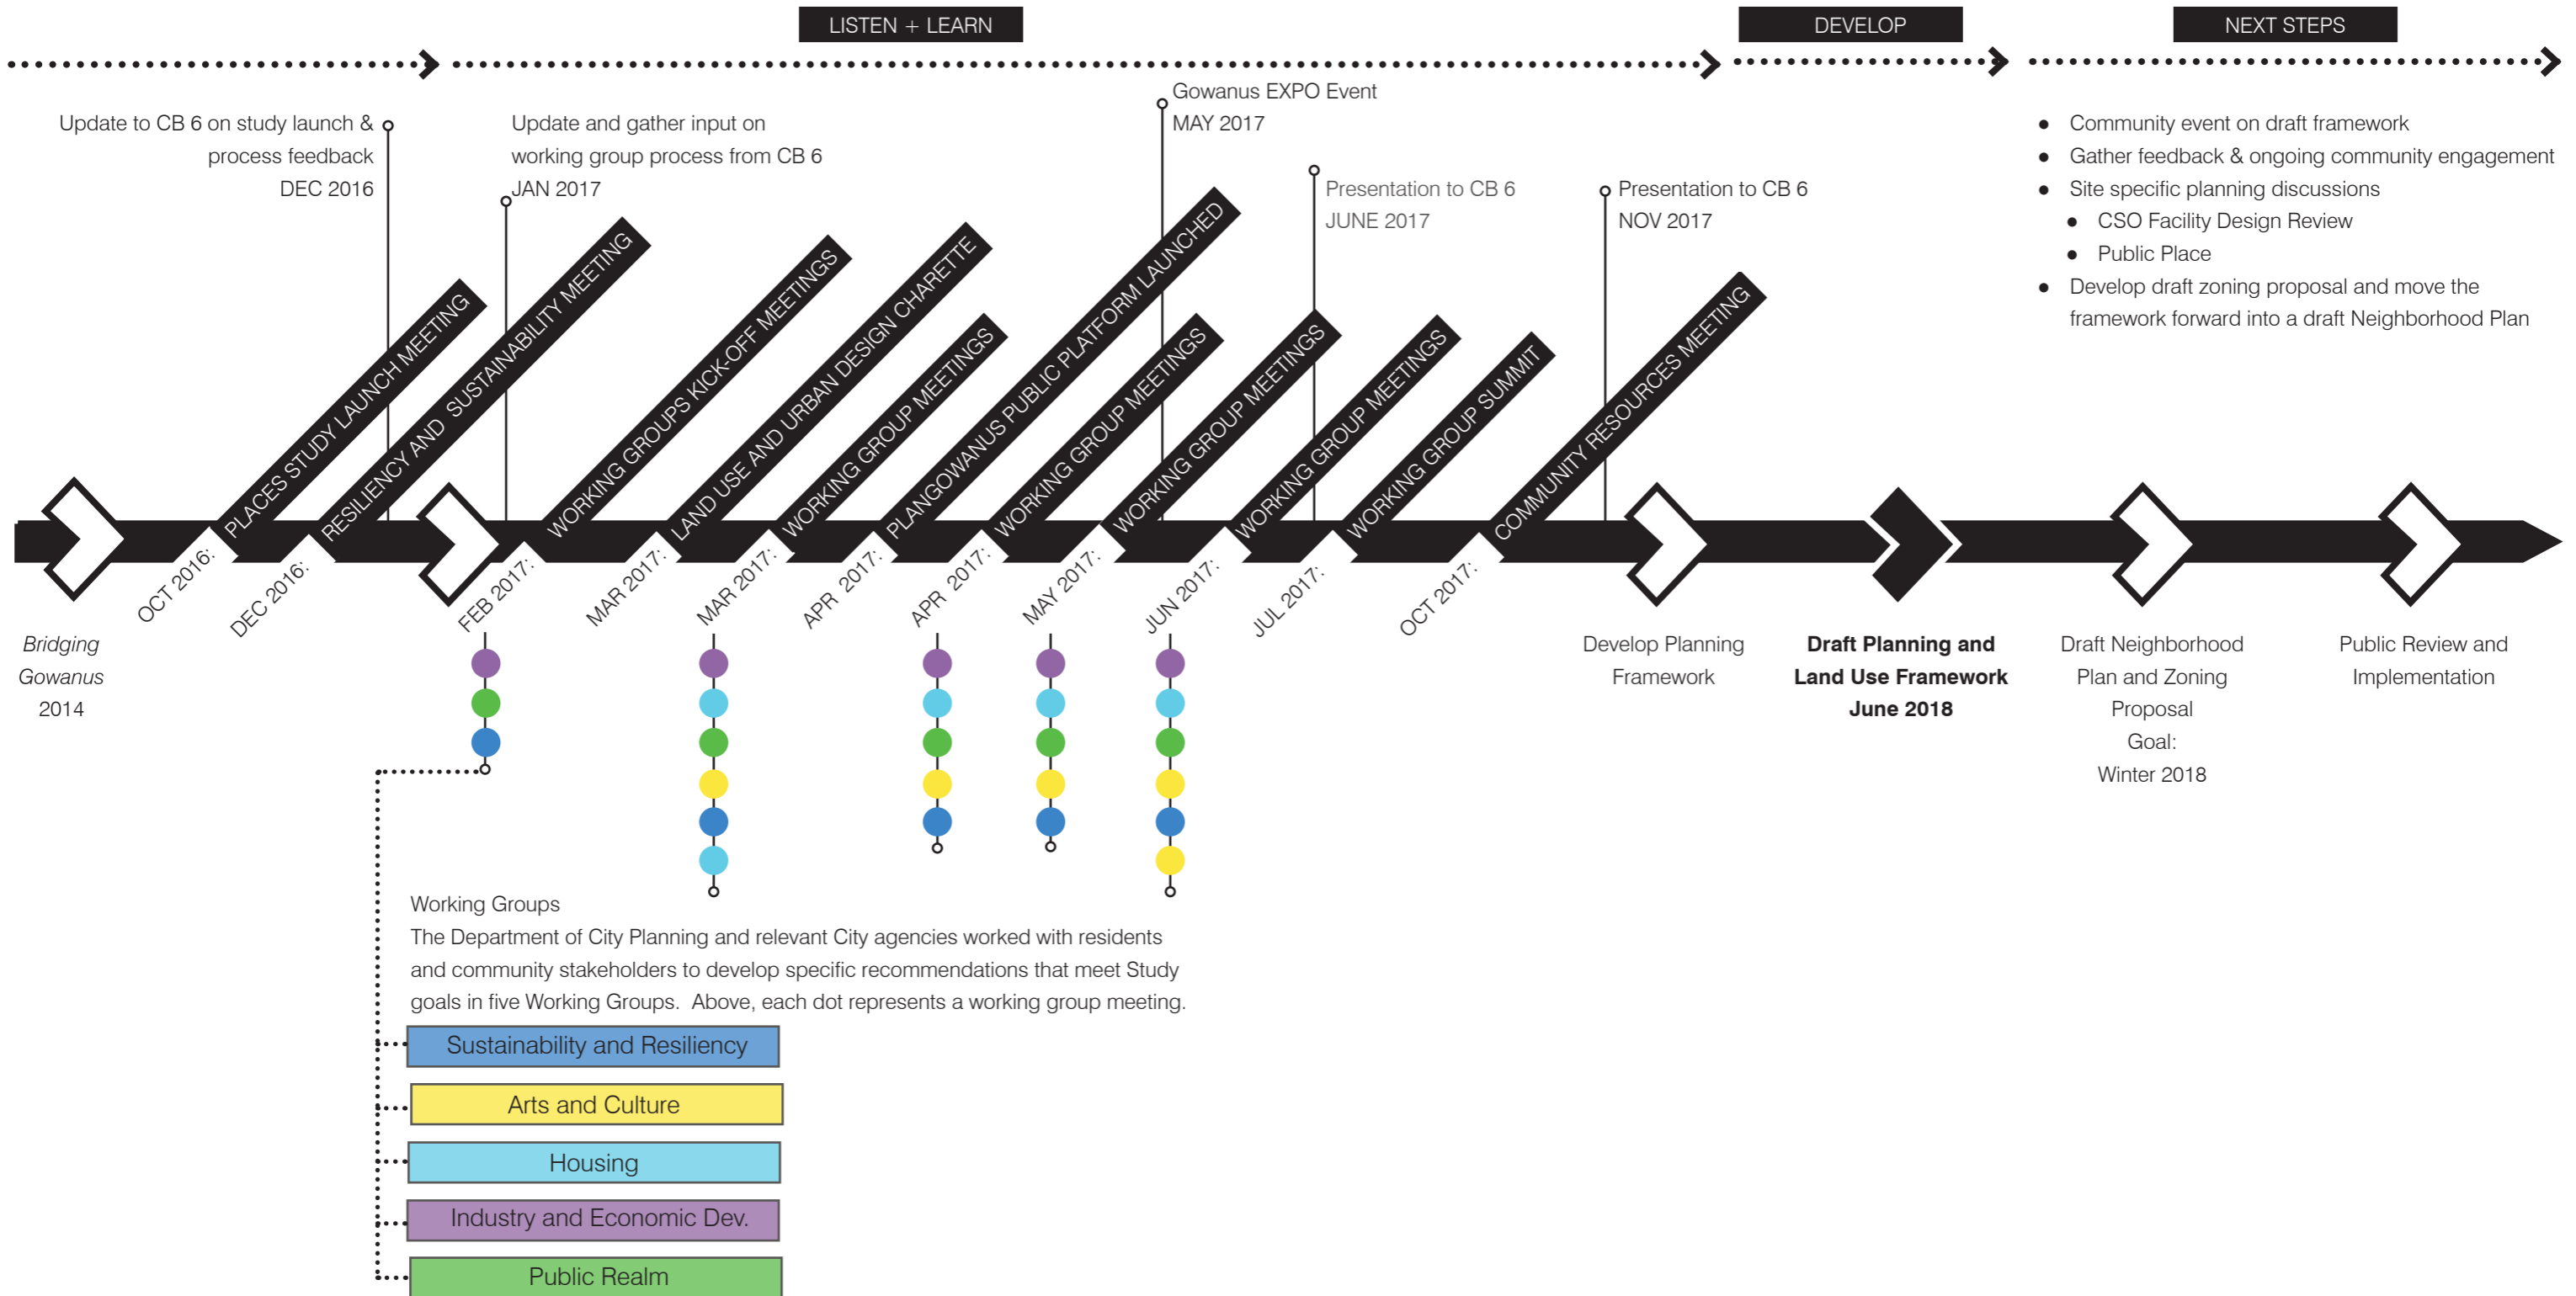 LISTEN + LEARN
DEVELOP
NEXT STEPS
Update to CB 6 on study launch &
process feedback
DEC 2016
Update and gather input on
working group process from CB 6
JAN 2017
Gowanus EXPO Event
MAY 2017
Presentation to CB 6
JUNE 2017
Presentation to CB 6
NOV 2017
● Community event on draft framework
● Gather feedback & ongoing community engagement
● Site specific planning discussions
● CSO Facility Design Review
● Public Place
● Develop draft zoning proposal and move the
framework forward into a draft Neighborhood Plan
OCT 2016: PLACES STUDY LAUNCH MEETING
DEC 2016: RESILIENCY AND SUSTAINABILITY MEETING
FEB 2017: WORKING GROUPS KICK-OFF MEETINGS
MAR 2017: LAND USE AND URBAN DESIGN CHARETTE
MAR 2017: WORKING GROUP MEETINGS
APR 2017: PLANGOWANUS PUBLIC PLATFORM LAUNCHED
APR 2017: WORKING GROUP MEETINGS
MAY 2017: WORKING GROUP MEETINGS
JUN 2017: WORKING GROUP MEETINGS
JUL 2017: WORKING GROUP SUMMIT
OCT 2017: COMMUNITY RESOURCES MEETING
Bridging
Gowanus
2014
Develop Planning
Framework
Draft Planning and
Land Use Framework
June 2018
Draft Neighborhood
Plan and Zoning
Proposal
Goal:
Winter 2018
Public Review and
Implementation
Working Groups
The Department of City Planning and relevant City agencies worked with residents
and community stakeholders to develop specific recommendations that meet Study
goals in five Working Groups. Above, each dot represents a working group meeting.
Sustainability and Resiliency
Arts and Culture
Housing
Industry and Economic Dev.
Public Realm